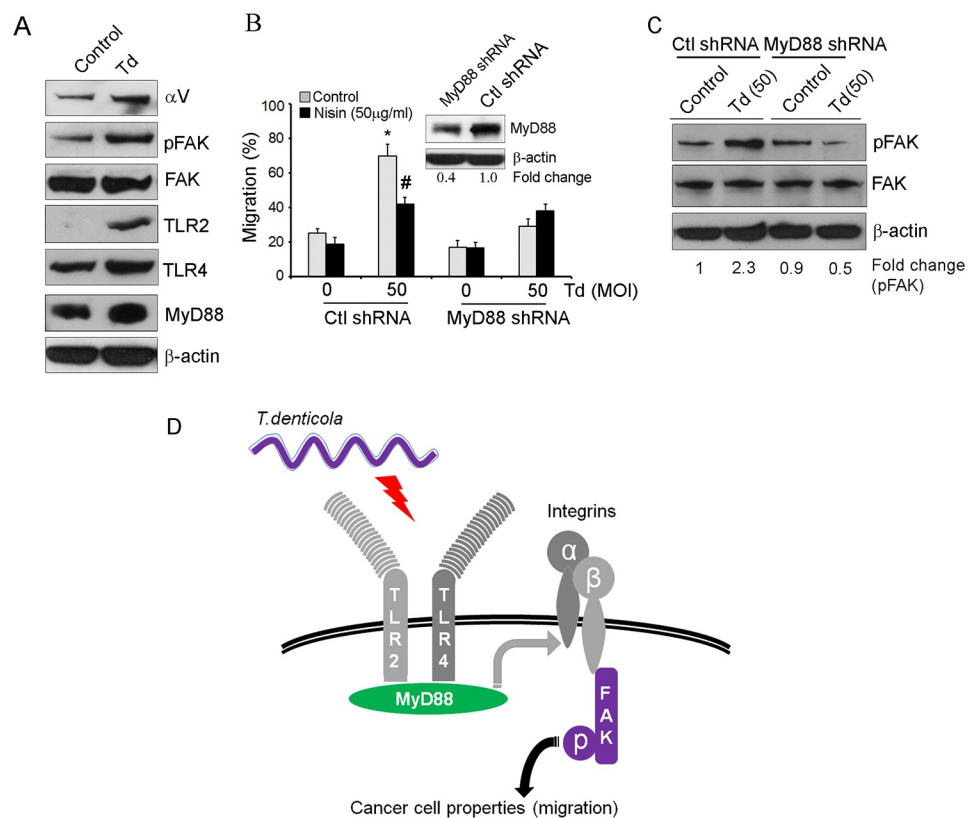 A
Control
Td
αV
pFAK
FAK
TLR2
TLR4
MyD88
β-actin
B
Migration (%)
100
80
60
40
20
0
Control
Nisin (50µg/ml)
*
#
MyD88 shRNA
Ctl shRNA
MyD88
β-actin
0.4 1.0 Fold change
0 50 0 50 Td (MOI)
Ctl shRNA MyD88 shRNA
C
Ctl shRNA MyD88 shRNA
Control
Td (50)
Control
Td(50)
pFAK
FAK
β-actin
1 2.3 0.9 0.5 Fold change
(pFAK)
D
T.denticola
Integrins
α
β
TLR2
TLR4
MyD88
FAK
p
Cancer cell properties (migration)